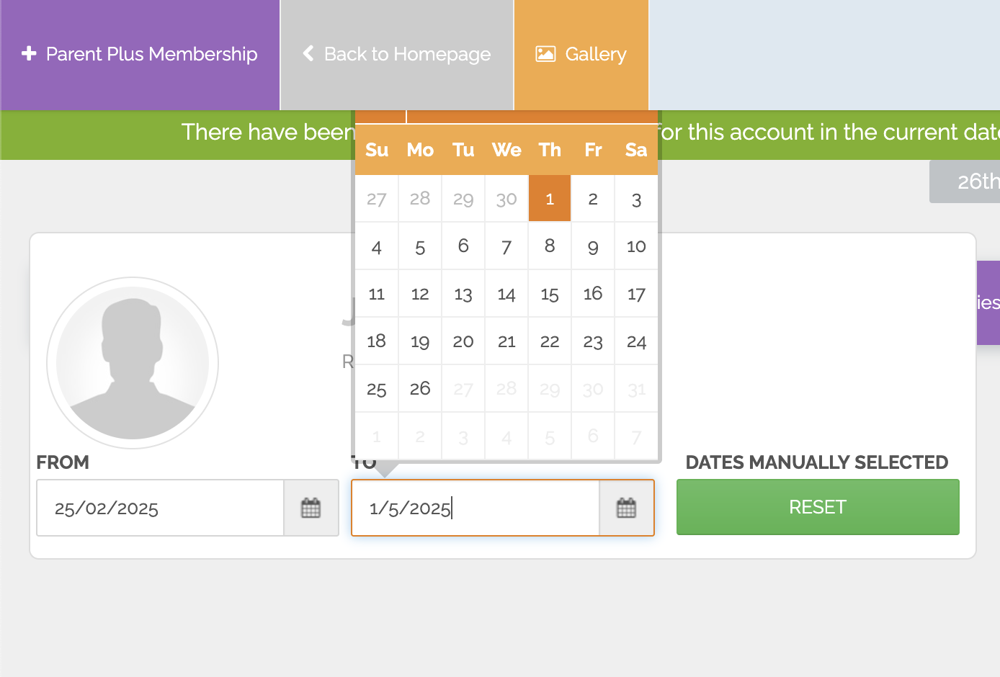 Parent Plus Membership
Back to Homepage
Gallery
There have been
for this account in the current date
26th
Su Mo Tu We Th Fr Sa
27 28 29 30 1 2 3
4 5 6 7 8 9 10
11 12 13 14 15 16 17
18 19 20 21 22 23 24
25 26 27 28 29 30 31
1 2 3 4 5 6 7
ies
R
FROM
TO
DATES MANUALLY SELECTED
25/02/2025
1/5/2025
RESET